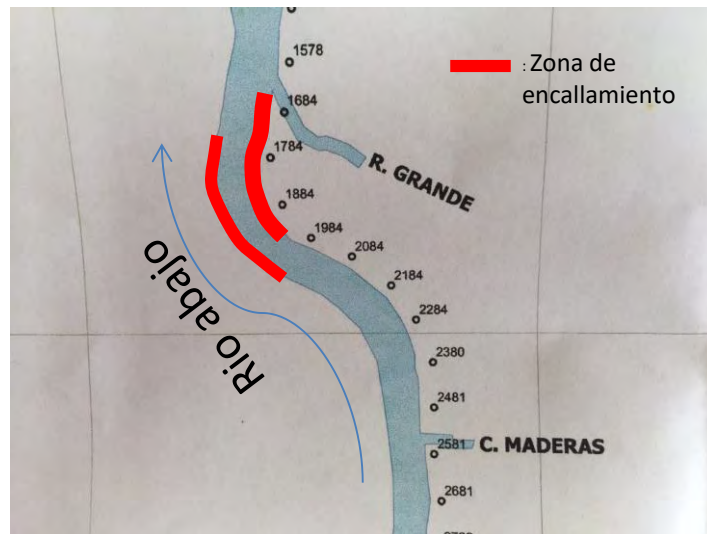 1578
: Zona de
encallamiento
1684
1784
R. GRANDE
1884
1984
2084
2184
Rio abajo
2284
2380
2481
2581
C. MADERAS
2681